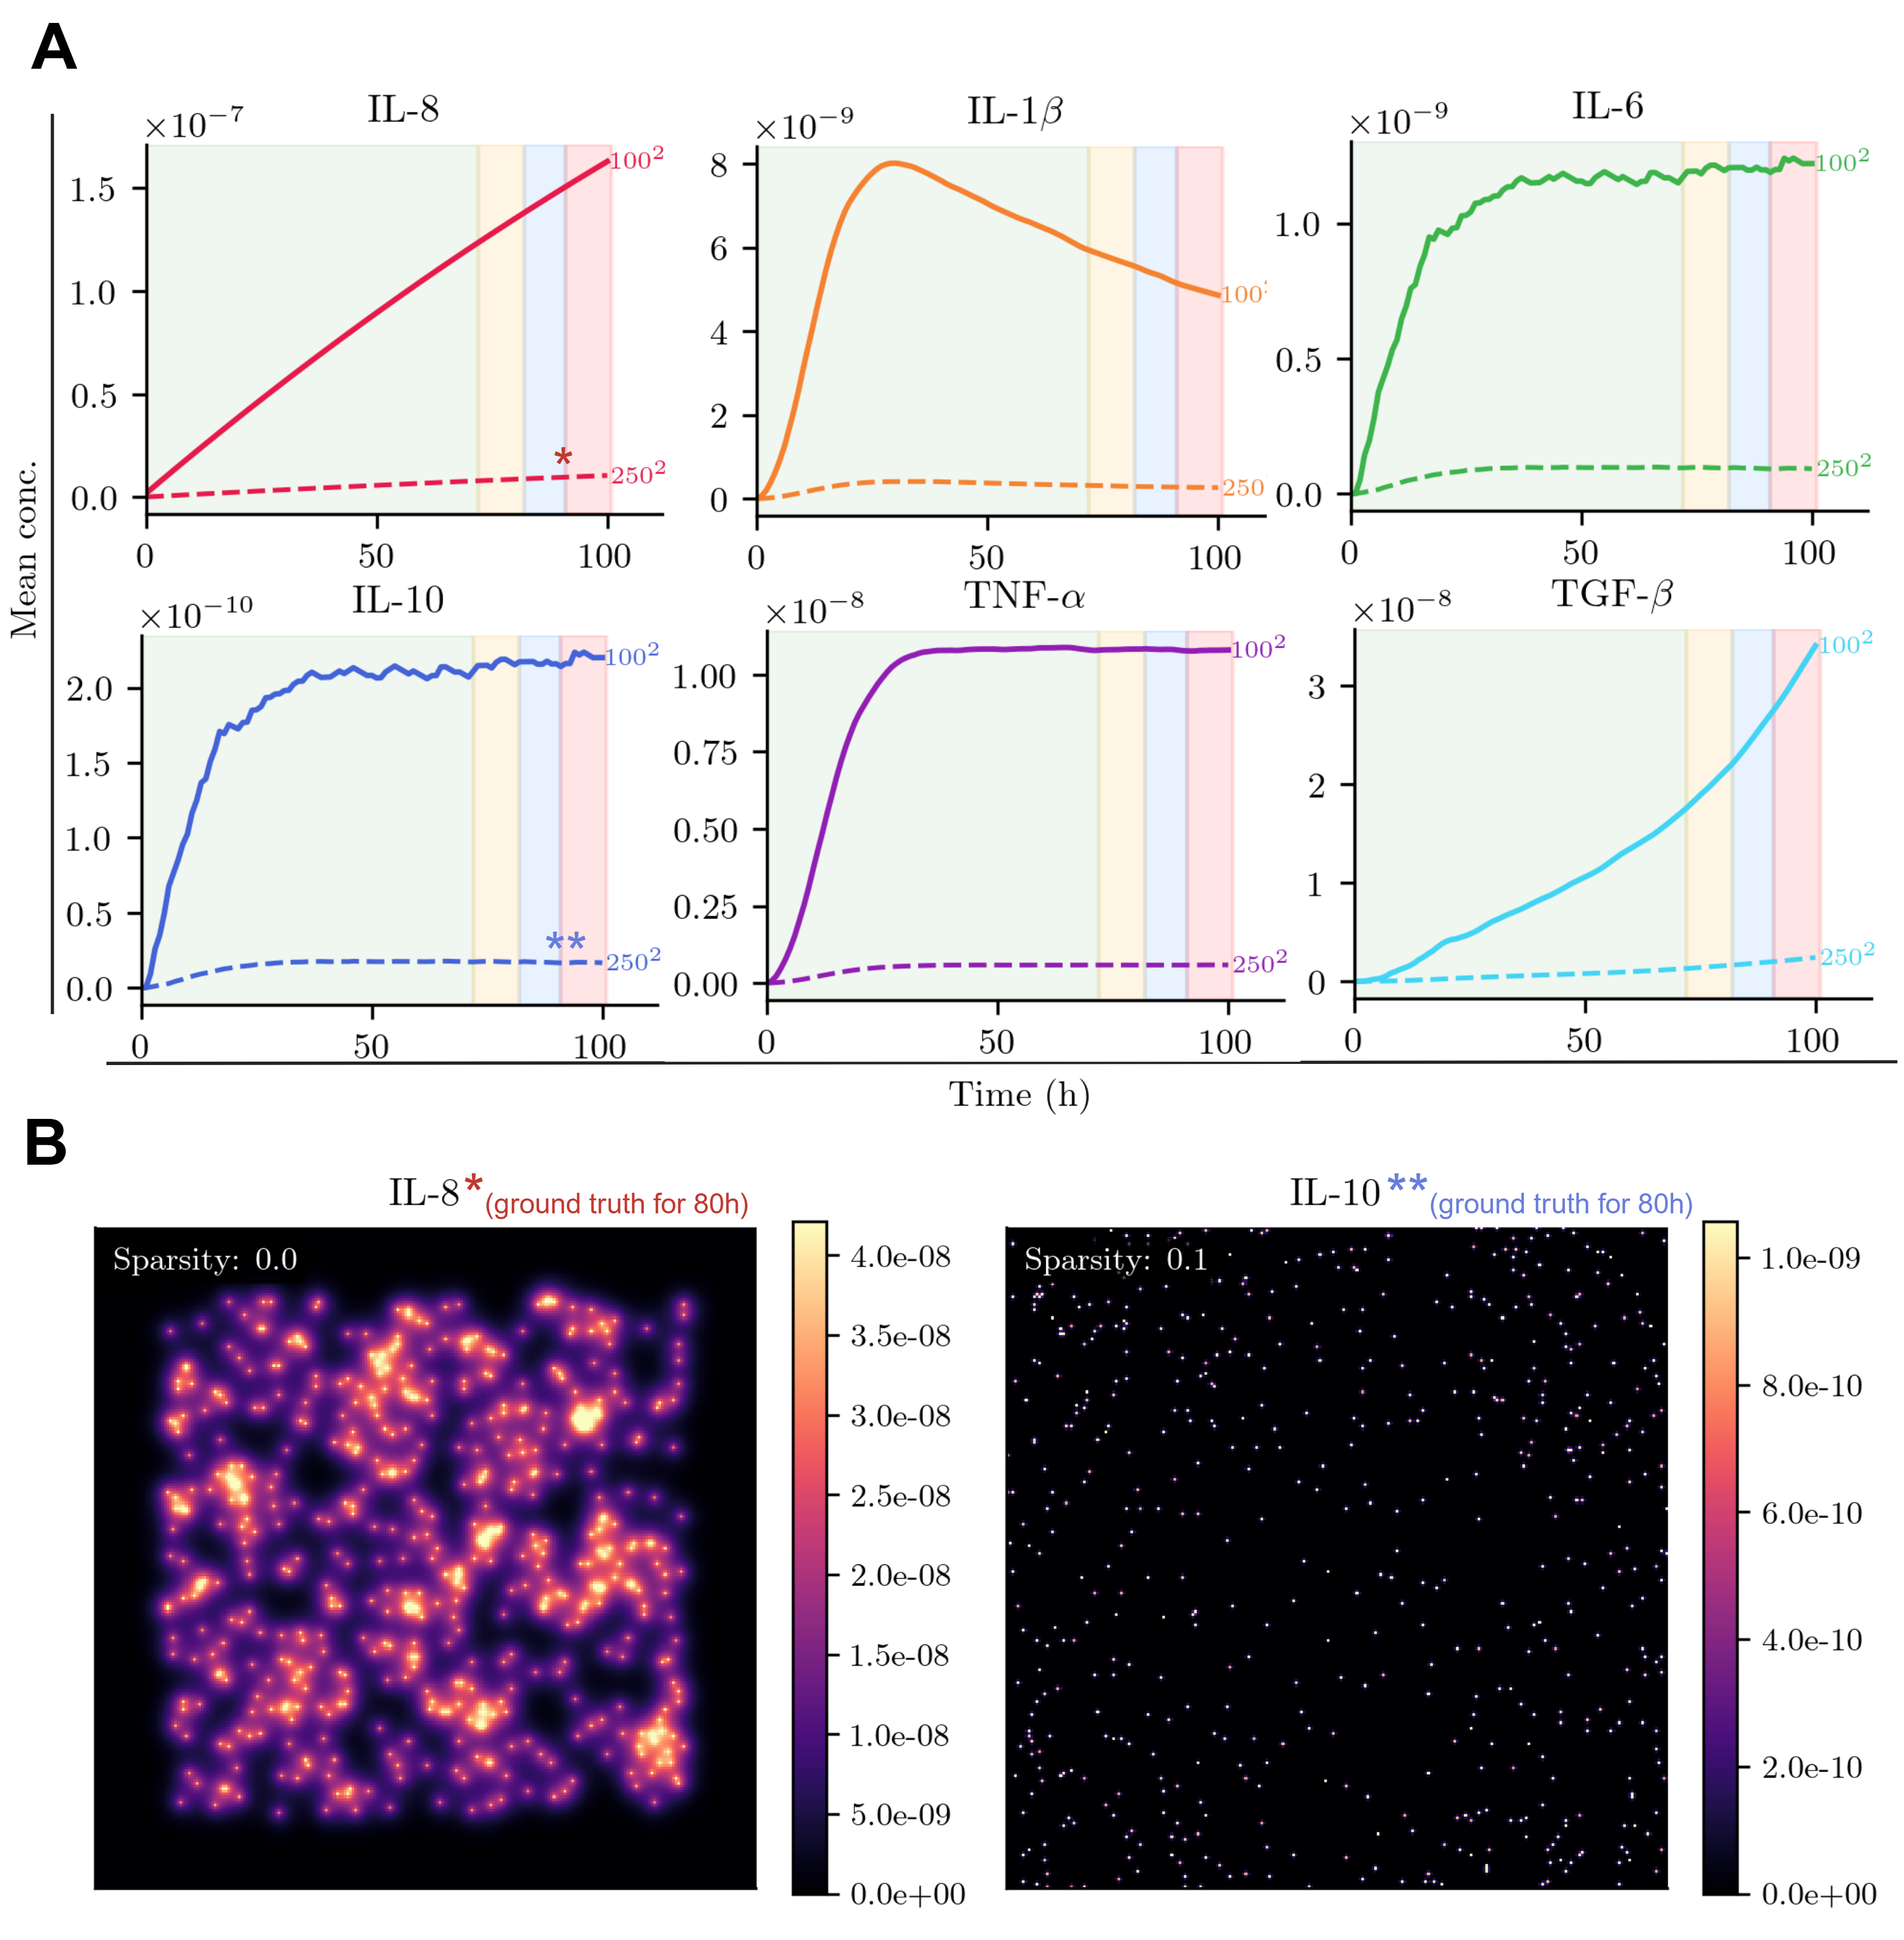 A
Mean conc.
IL-8
×10⁻⁷
1.5
1.0
0.5
0.0
100²
*
250²
0 50 100
IL-1β
×10⁻⁹
8
6
4
2
0
100²
250
0 50 100
IL-6
×10⁻⁹
1.0
0.5
0.0
100²
250²
0 50 100
IL-10
×10⁻¹⁰
2.0
1.5
1.0
0.5
0.0
100²
**
250²
0 50 100
TNF-α
×10⁻⁸
1.00
0.75
0.50
0.25
0.00
100²
250²
0 50 100
TGF-β
×10⁻⁸
3
2
1
0
100²
250²
0 50 100
Time (h)
B
IL-8*(ground truth for 80h)
Sparsity: 0.0
4.0e-08
3.5e-08
3.0e-08
2.5e-08
2.0e-08
1.5e-08
1.0e-08
5.0e-09
0.0e+00
IL-10**(ground truth for 80h)
Sparsity: 0.1
1.0e-09
8.0e-10
6.0e-10
4.0e-10
2.0e-10
0.0e+00